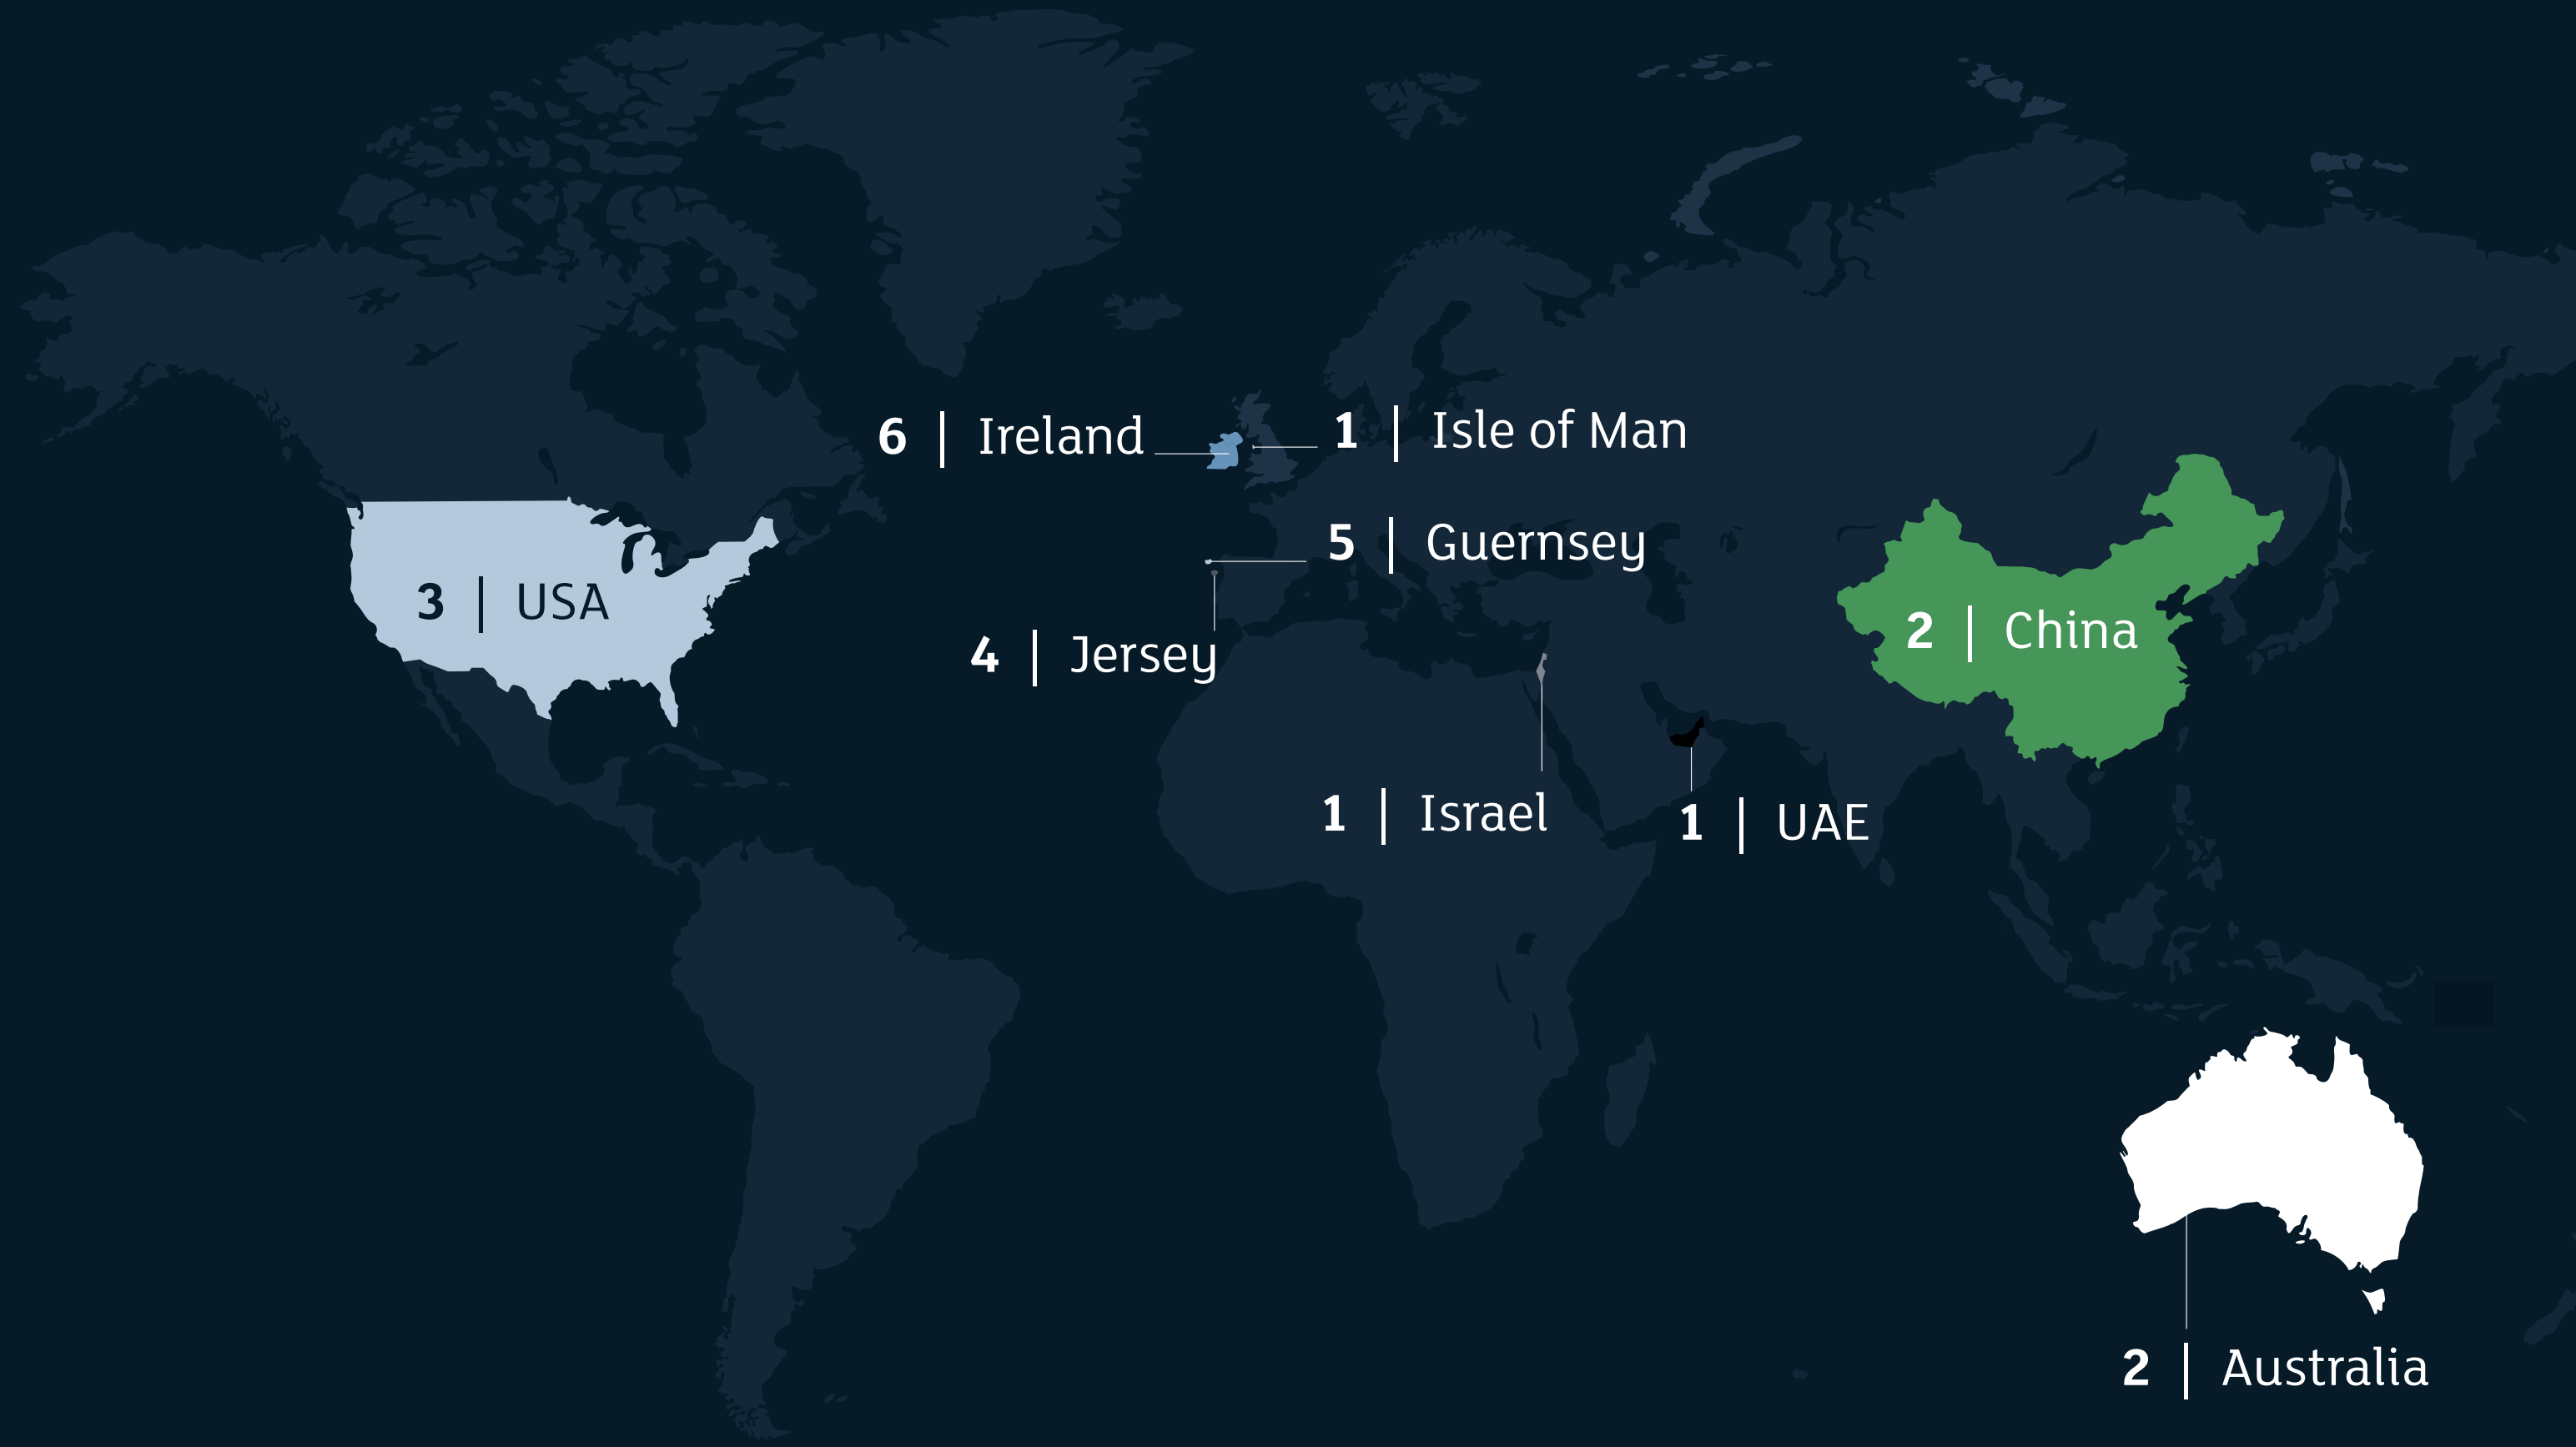 6 | Ireland
1 | Isle of Man
5 | Guernsey
3 | USA
4 | Jersey
2 | China
1 | Israel
1 | UAE
2 | Australia